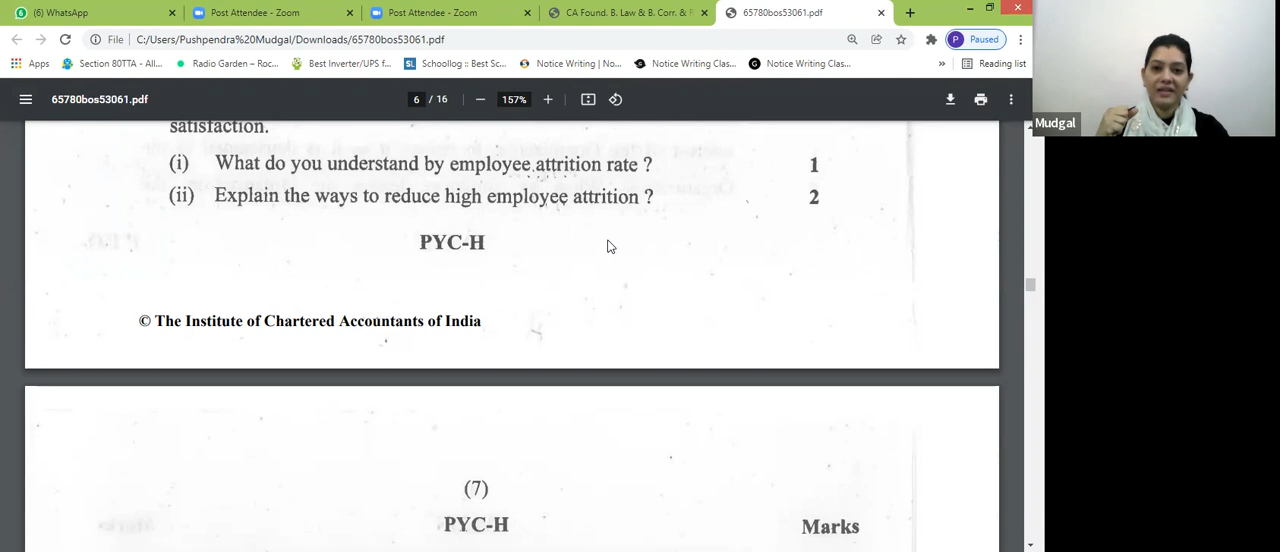 (6) WhatsApp
Post Attendee - Zoom
Post Attendee - Zoom
CA Found. B. Law & B. Corr. & R
65780bos53061.pdf
File
C:/Users/Pushpendra%20Mudgal/Downloads/65780bos53061.pdf
P
Paused
Apps
Section 80TTA - All...
Radio Garden – Roc...
Best Inverter/UPS f...
SL
Schoollog :: Best Sc...
Notice Writing | No...
Notice Writing Clas...
G
Notice Writing Clas...
»
Reading list
65780bos53061.pdf
6 / 16
157%
Mudgal
satisfaction.
(i) What do you understand by employee attrition rate ? 1
(ii) Explain the ways to reduce high employee attrition ? 2
PYC-H
© The Institute of Chartered Accountants of India
(7)
PYC-H
Marks